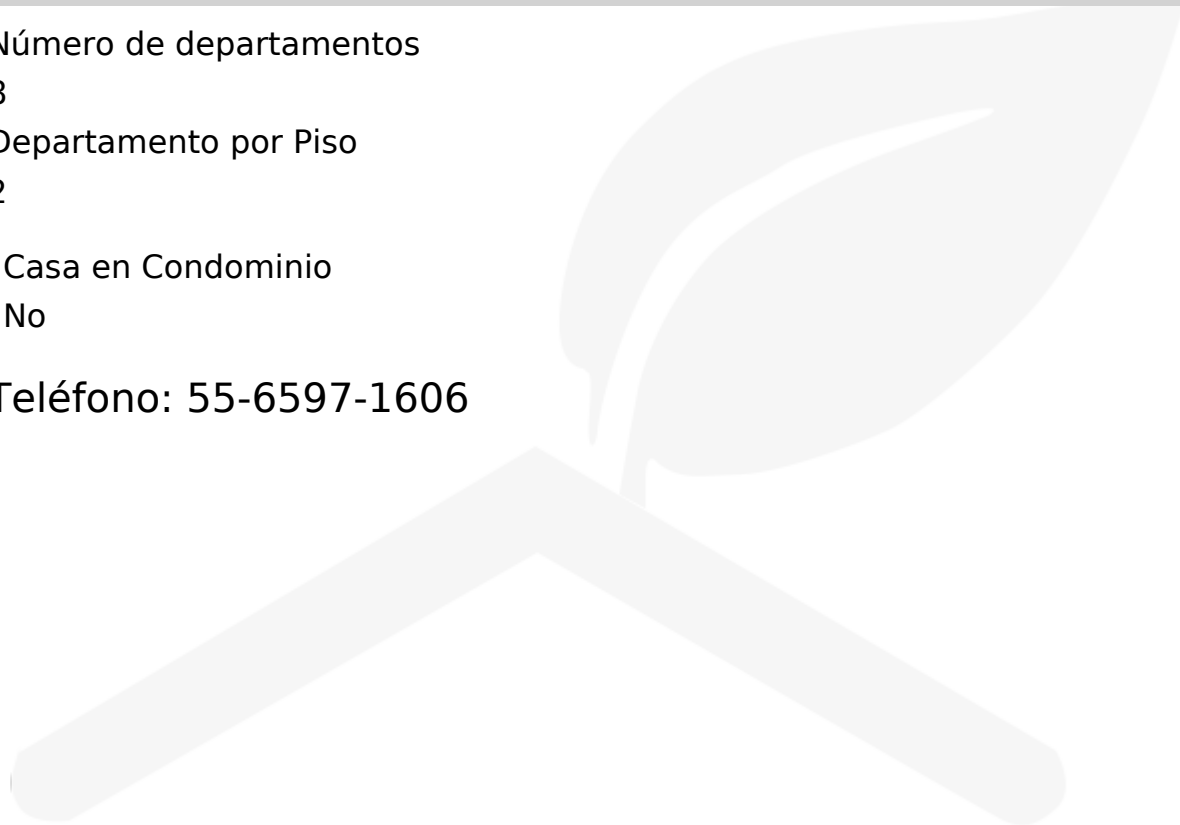 Número de departamentos
8
Departamento por Piso
2
Casa en Condominio
No
Teléfono: 55-6597-1606